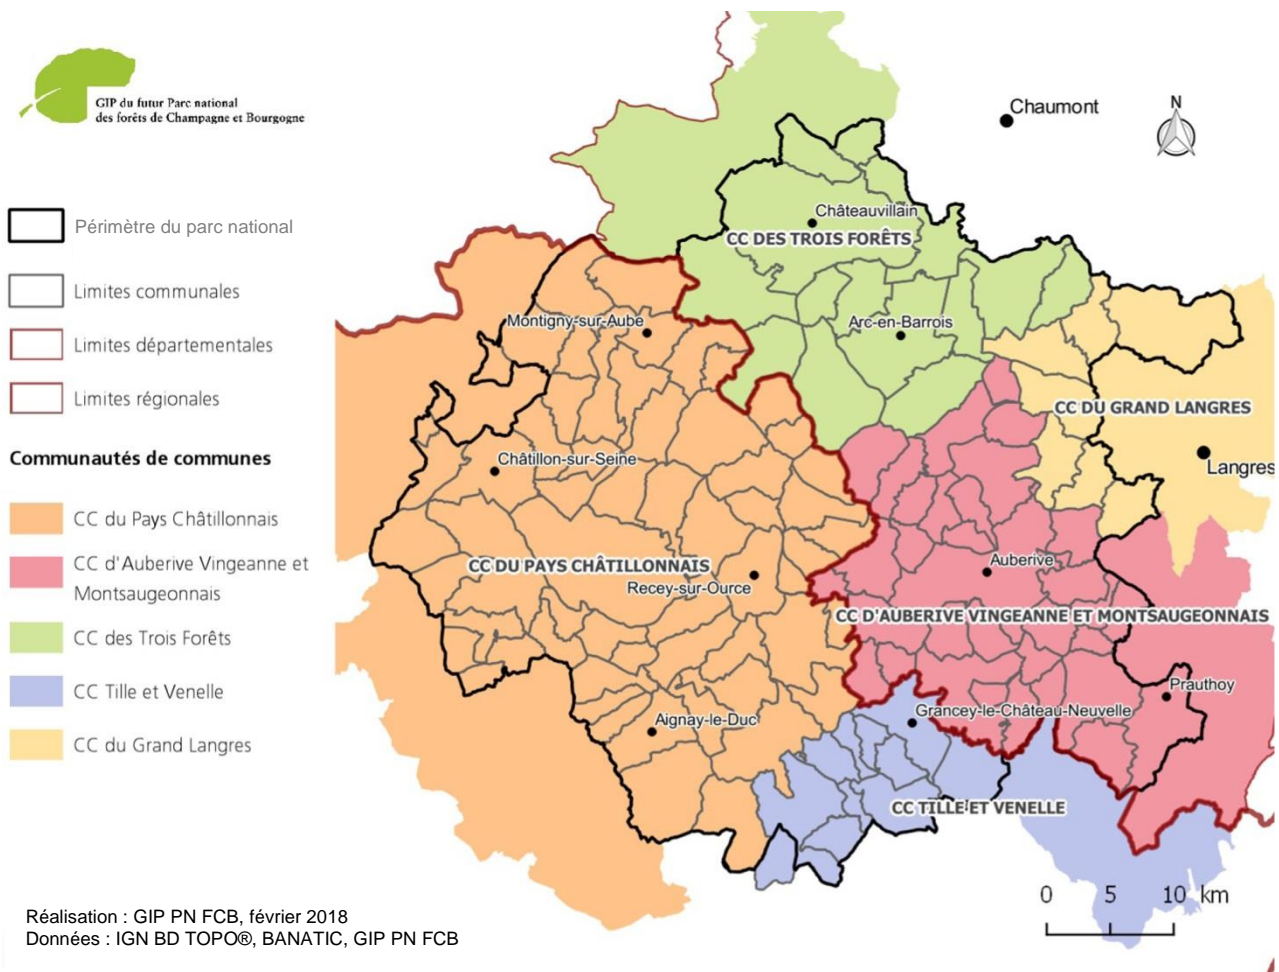 GIP du futur Parc national
des forêts de Champagne et Bourgogne
Périmètre du parc national
Limites communales
Limites départementales
Limites régionales
Communautés de communes
CC du Pays Châtillonnais
CC d'Auberive Vingeanne et
Montsaugeonnais
CC des Trois Forêts
CC Tille et Venelle
CC du Grand Langres
Chaumont
N
Châteauvillain
CC DES TROIS FORÊTS
Montigny-sur-Aube
Arc-en-Barrois
CC DU GRAND LANGRES
Châtillon-sur-Seine
Langres
CC DU PAYS CHÂTILLONNAIS
Auberive
Recey-sur-Ource
CC D'AUBERIVE VINGEANNE ET MONTSAUGEONNAIS
Prauthoy
Grancey-le-Château-Neuvelle
Aignay-le-Duc
CC TILLE ET VENELLE
0 5 10 km
Réalisation : GIP PN FCB, février 2018
Données : IGN BD TOPO®, BANATIC, GIP PN FCB